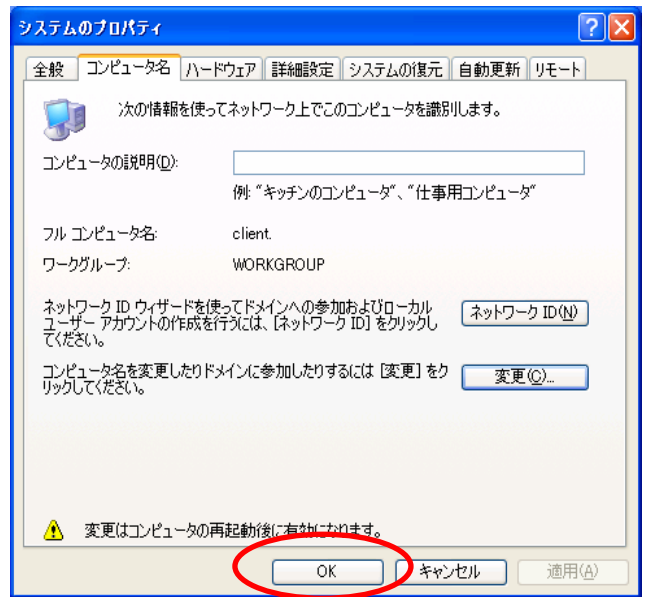 システムのプロパティ
全般 コンピュータ名 ハードウェア 詳細設定 システムの復元 自動更新 リモート
次の情報を使ってネットワーク上でこのコンピュータを識別します。
コンピュータの説明(D):
例: "キッチンのコンピュータ"、"仕事用コンピュータ"
フル コンピュータ名: client.
ワークグループ: WORKGROUP
ネットワーク ID ウィザードを使ってドメインへの参加およびローカル
ユーザー アカウントの作成を行うには、[ネットワーク ID] をクリックし
てください。
ネットワーク ID(N)
コンピュータ名を変更したりドメインに参加したりするには [変更] をク
リックしてください。
変更(C)...
変更はコンピュータの再起動後に有効になります。
OK キャンセル 適用(A)